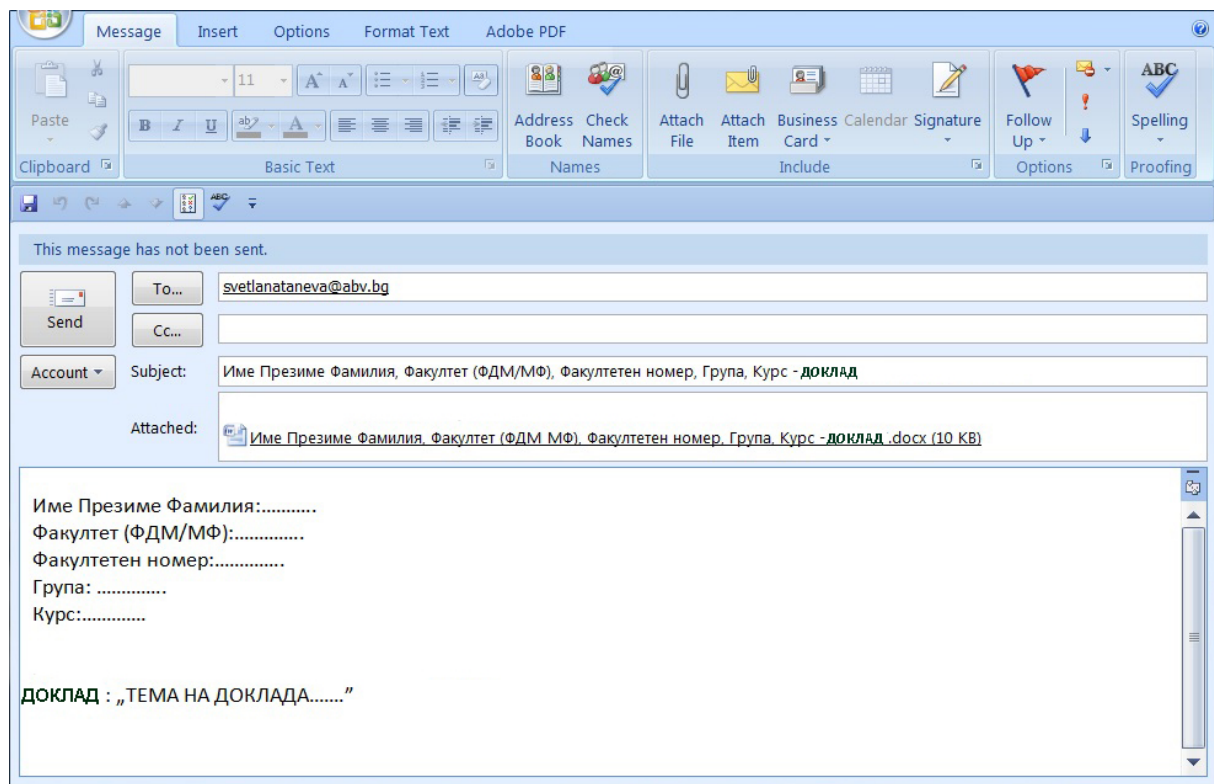 Message Insert Options Format Text Adobe PDF
11 A A ABJ ABC
Paste B I U ab A Address Book Check Names Attach File Attach Item Business Card Calendar Signature Follow Up Spelling
Clipboard Basic Text Names Include Options Proofing
ABC
This message has not been sent.
Send To... svetlanataneva@abv.bg
Cc...
Account Subject: Име Презиме Фамилия, Факултет (ФДМ/МФ), Факултетен номер, Група, Курс - ДОКЛАД
Attached: Име Презиме Фамилия, Факултет (ФДМ МФ), Факултетен номер, Група, Курс -ДОКЛАД .docx (10 KB)
Име Презиме Фамилия:...........
Факултет (ФДМ/МФ):..............
Факултетен номер:..............
Група: ..............
Курс:.............
ДОКЛАД : „ТЕМА НА ДОКЛАДА.......”